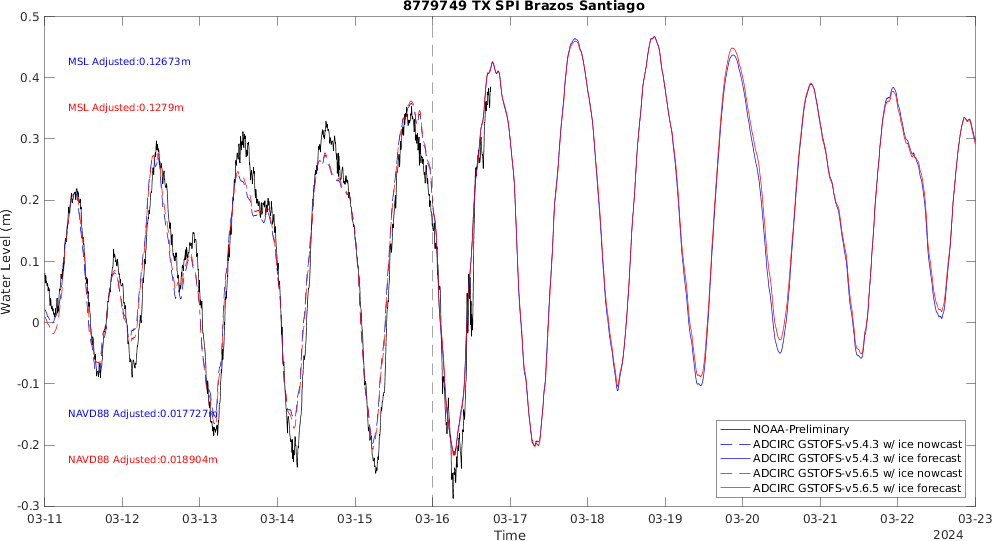 8779749 TX SPI Brazos Santiago
0.5
0.4
0.3
0.2
0.1
0
-0.1
-0.2
-0.3
Water Level (m)
MSL Adjusted:0.12673m
MSL Adjusted:0.1279m
NAVD88 Adjusted:0.017727m
NAVD88 Adjusted:0.018904m
NOAA-Preliminary
ADCIRC GSTOFS-v5.4.3 w/ ice nowcast
ADCIRC GSTOFS-v5.4.3 w/ ice forecast
ADCIRC GSTOFS-v5.6.5 w/ ice nowcast
ADCIRC GSTOFS-v5.6.5 w/ ice forecast
03-11 03-12 03-13 03-14 03-15 03-16 03-17 03-18 03-19 03-20 03-21 03-22 03-23
Time
2024